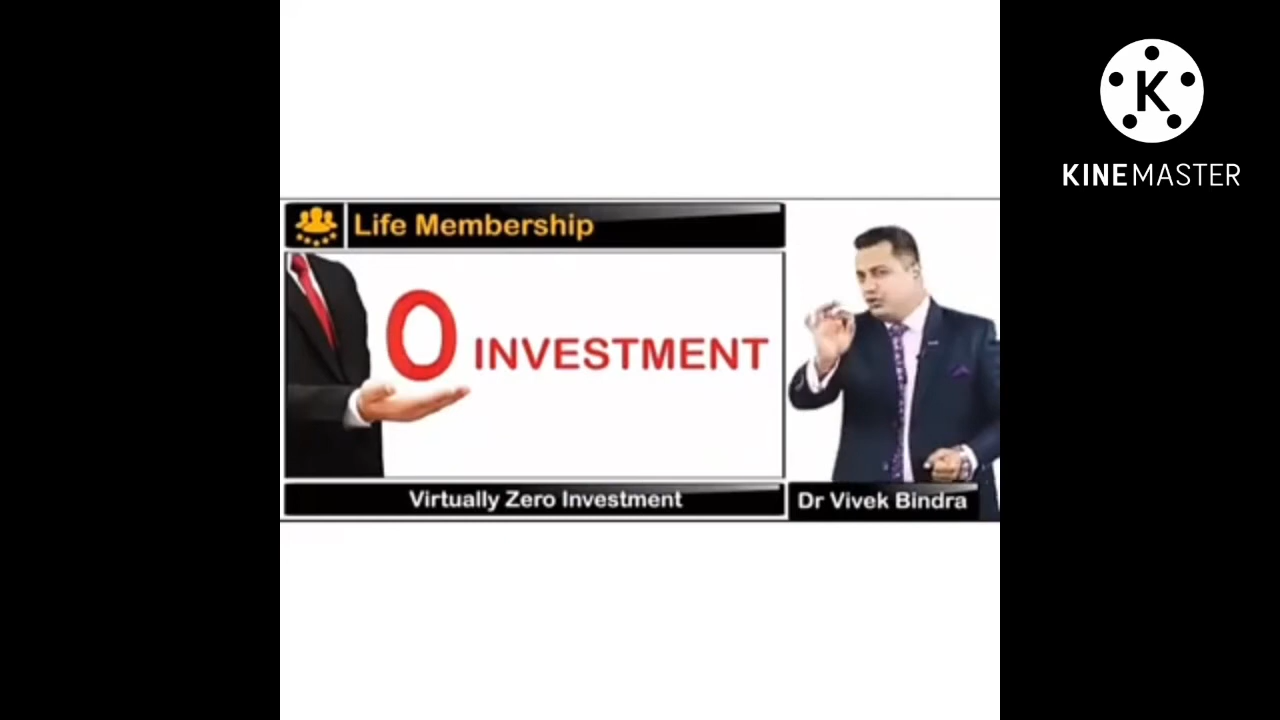 K
KINEMASTER
Life Membership
0 INVESTMENT
Virtually Zero Investment
Dr Vivek Bindra